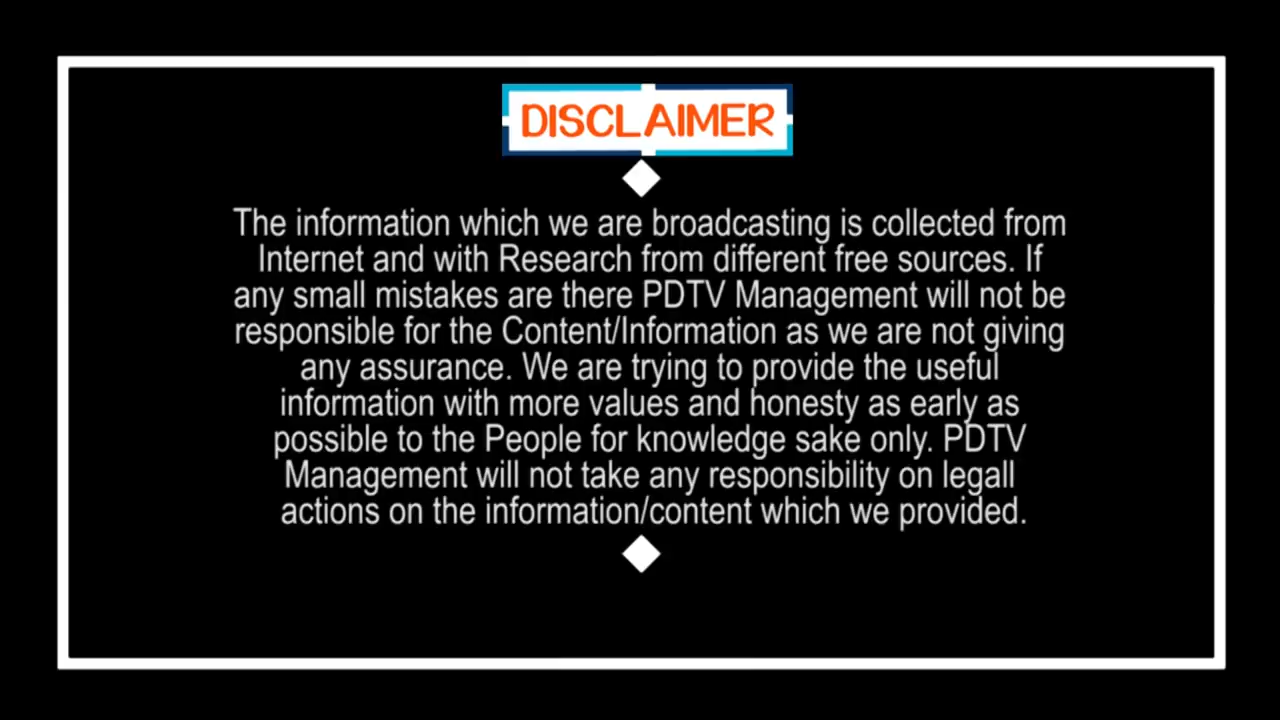 DISCLAIMER
The information which we are broadcasting is collected from
Internet and with Research from different free sources. If
any small mistakes are there PDTV Management will not be
responsible for the Content/Information as we are not giving
any assurance. We are trying to provide the useful
information with more values and honesty as early as
possible to the People for knowledge sake only. PDTV
Management will not take any responsibility on legall
actions on the information/content which we provided.